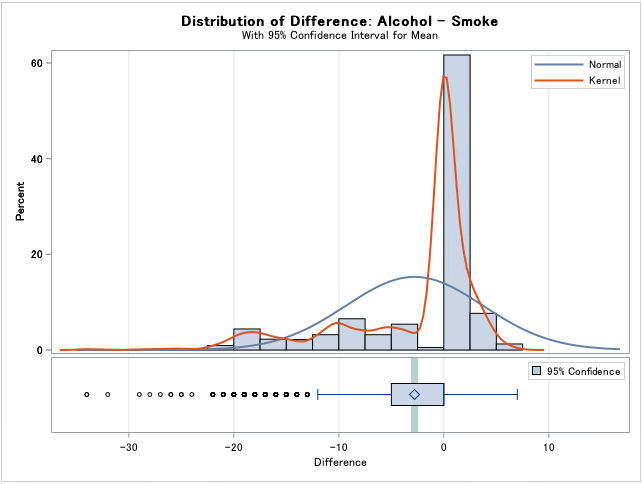 Distribution of Difference: Alcohol - Smoke
With 95% Confidence Interval for Mean
Normal
Kernel
60
40
20
0
Percent
95% Confidence
-30
-20
-10
0
10
Difference